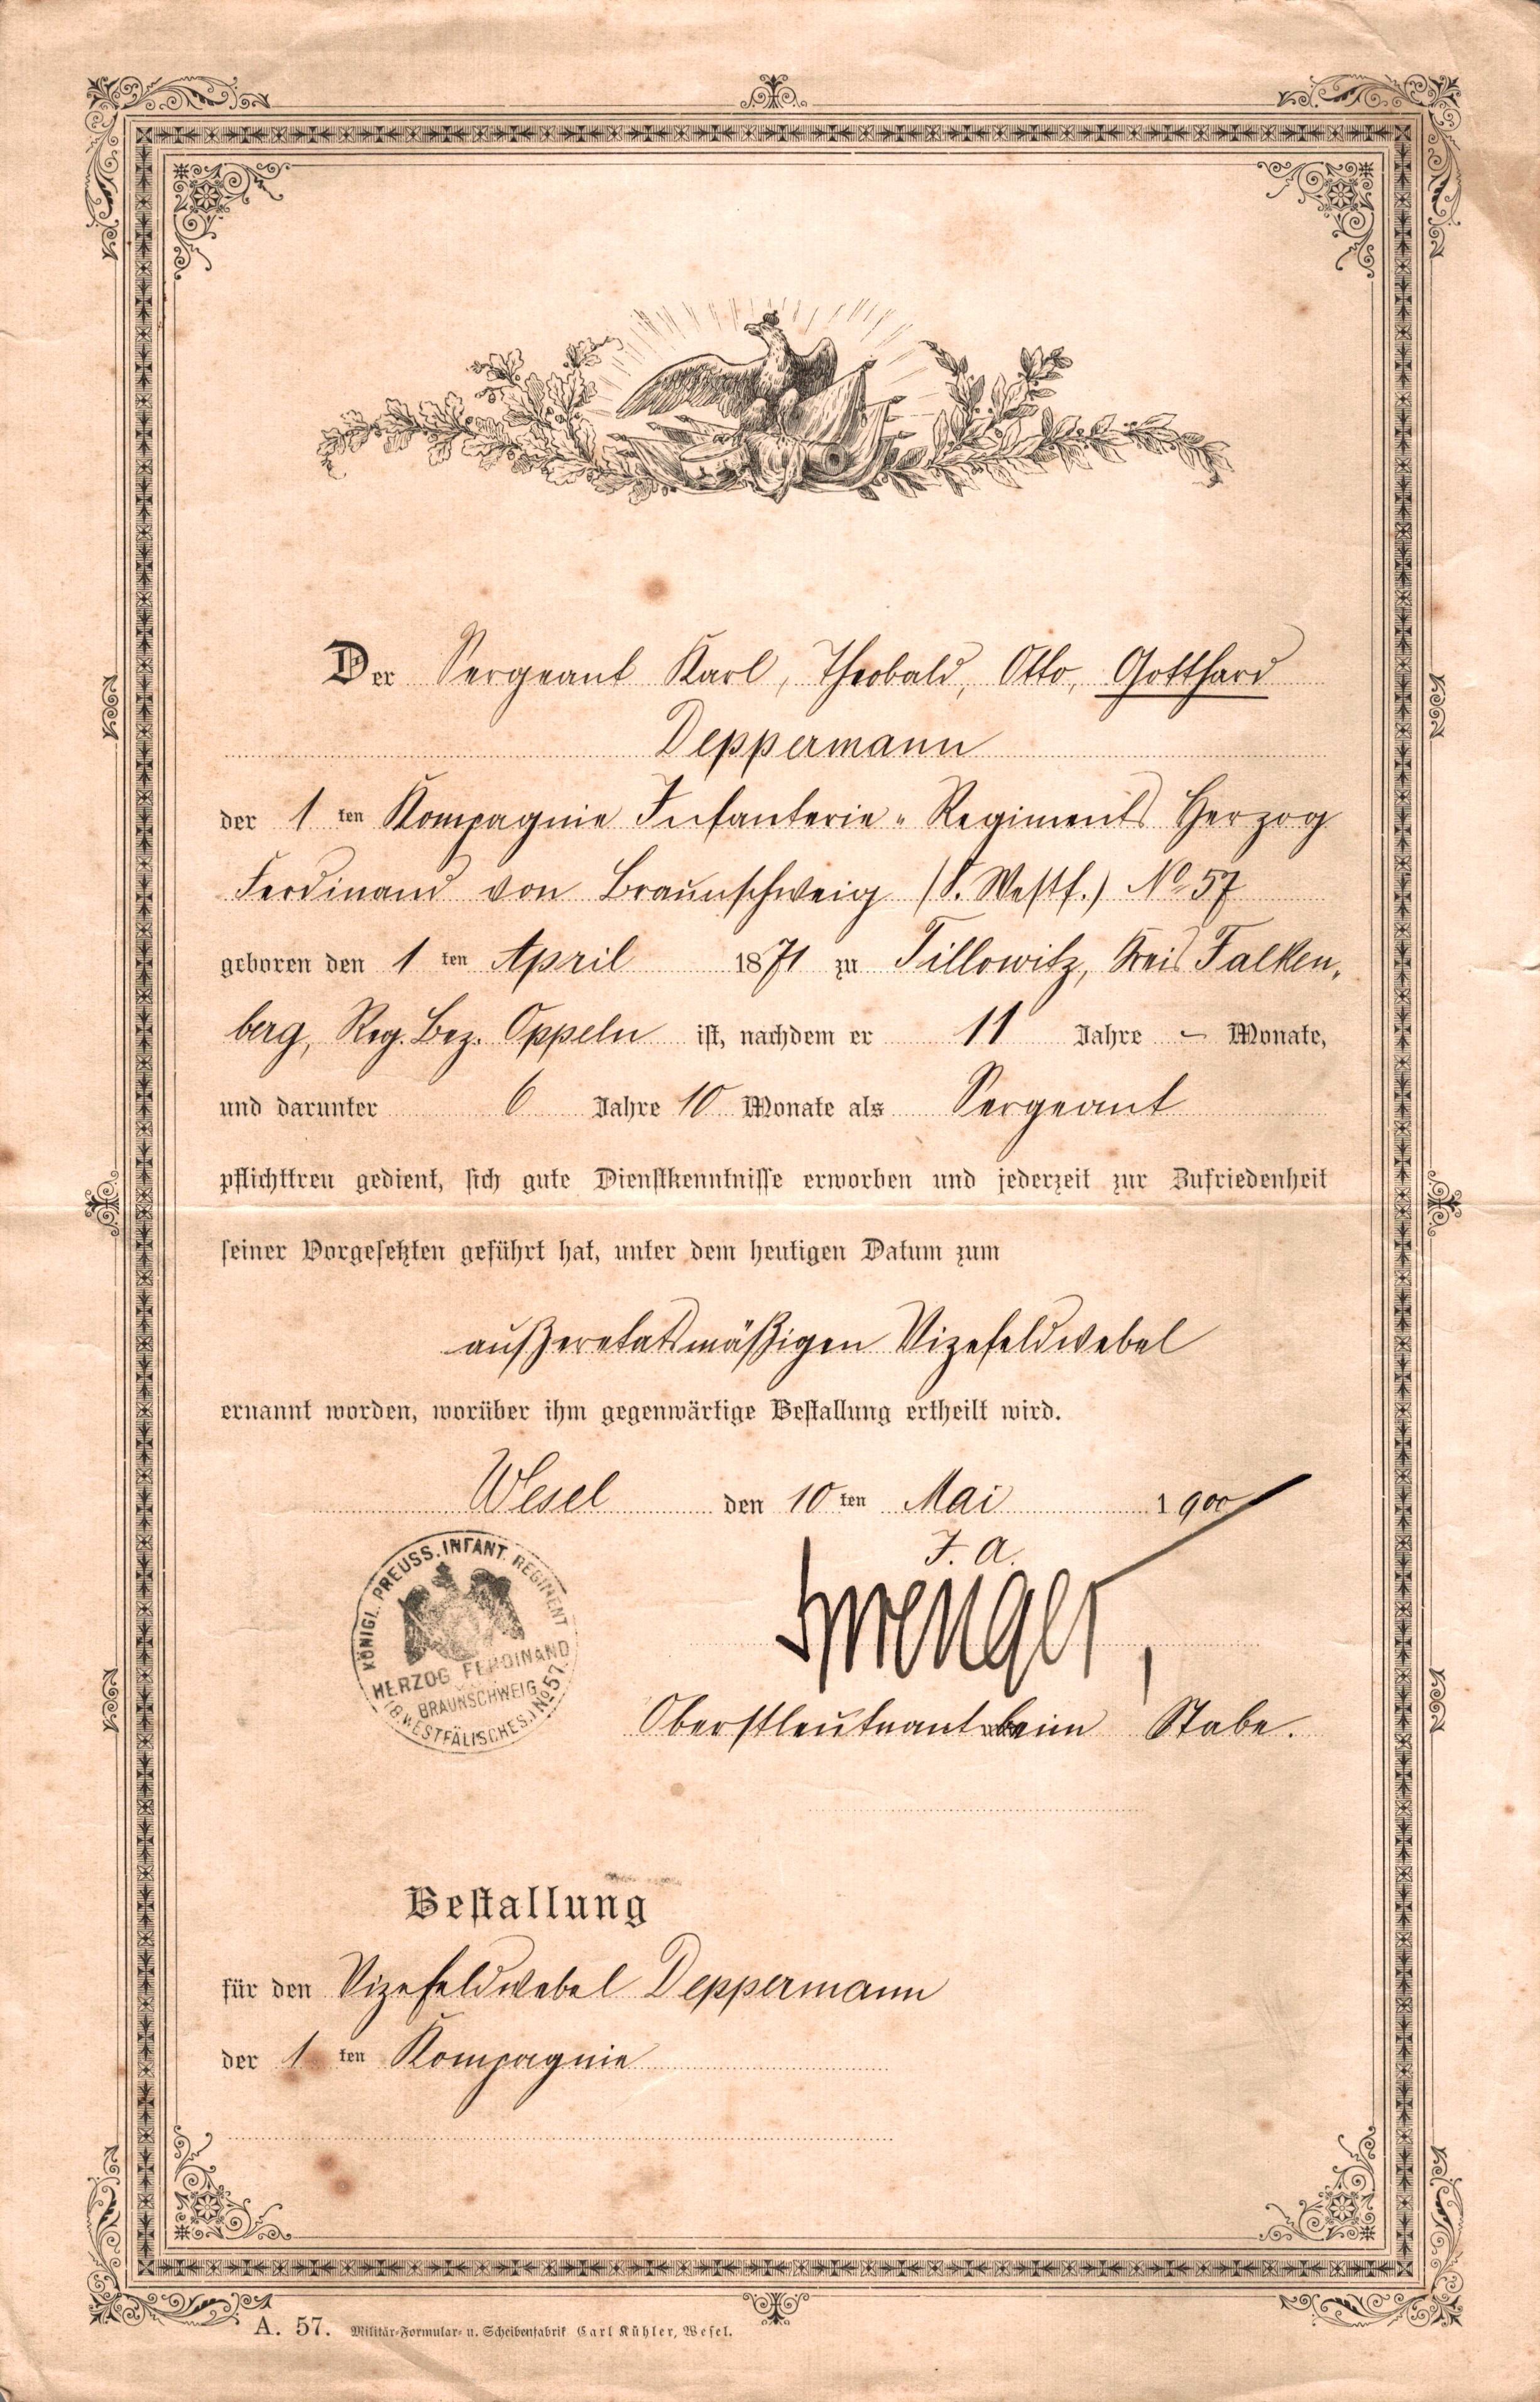 Der Sergeant Karl, Theobald, Otto, Gotthard
Deppermann
der 1 ten Kompagnie Infanterie-Regiments Herzog
Ferdinand von Braunschweig (8. Westf.) No 57
geboren den 1 ten April 1871 zu Tillowitz, Kreis Falken-
berg, Reg. Bez. Oppeln ist, nachdem er 11 Jahre – Monate,
und darunter 6 Jahre 10 Monate als Sergeant
pflichttreu gedient, sich gute Dienstkenntnisse erworben und jederzeit zur Zufriedenheit
seiner Vorgesetzten geführt hat, unter dem heutigen Datum zum
außeretatsmäßigen Vizefeldwebel
ernannt worden, worüber ihm gegenwärtige Bestallung ertheilt wird.
Wesel den 10 ten Mai 1900
I. A.
Oberstleutnant beim Stabe.
KÖNIGL. PREUSS. INFANT. REGIMENT
HERZOG FERDINAND
BRAUNSCHWEIG
(8. WESTFÄLISCHES.) No 57.
Bestallung
für den Vizefeldwebel Deppermann
der 1 ten Kompagnie
A. 57. Militär-Formular- u. Scheibenfabrik Carl Kühler, Wesel.